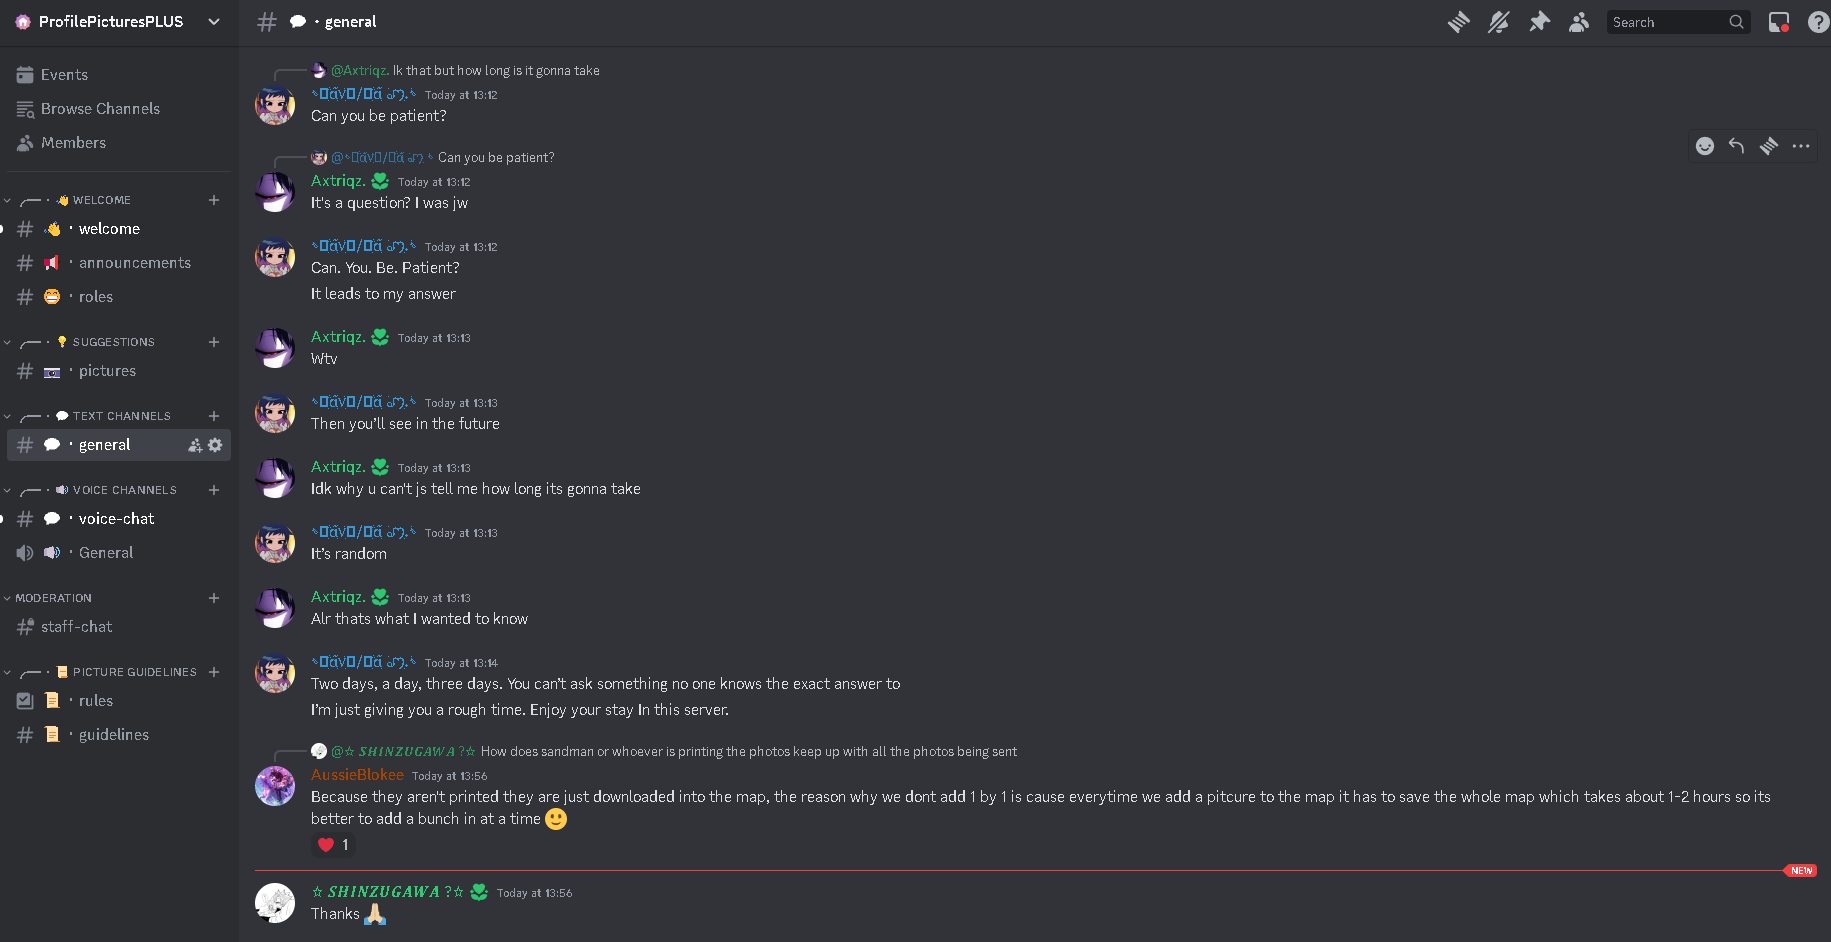 ProfilePicturesPLUS
Events
Browse Channels
Members
WELCOME
welcome
announcements
roles
SUGGESTIONS
pictures
TEXT CHANNELS
general
VOICE CHANNELS
voice-chat
General
MODERATION
staff-chat
PICTURE GUIDELINES
rules
guidelines
general
Search
@Axtriqz. Ik that but how long is it gonna take
Today at 13:12
Can you be patient?
Can you be patient?
Axtriqz. Today at 13:12
It's a question? I was jw
Today at 13:12
Can. You. Be. Patient?
It leads to my answer
Axtriqz. Today at 13:13
Wtv
Today at 13:13
Then you'll see in the future
Axtriqz. Today at 13:13
Idk why u can't js tell me how long its gonna take
Today at 13:13
It's random
Axtriqz. Today at 13:13
Alr thats what I wanted to know
Today at 13:14
Two days, a day, three days. You can't ask something no one knows the exact answer to
I'm just giving you a rough time. Enjoy your stay In this server.
@☆ SHINZUGAWA ?☆ How does sandman or whoever is printing the photos keep up with all the photos being sent
AussieBlokee Today at 13:56
Because they aren't printed they are just downloaded into the map, the reason why we dont add 1 by 1 is cause everytime we add a pitcure to the map it has to save the whole map which takes about 1-2 hours so its
better to add a bunch in at a time 🙂
❤️ 1
NEW
☆ SHINZUGAWA ?☆ Today at 13:56
Thanks 🙏🏼